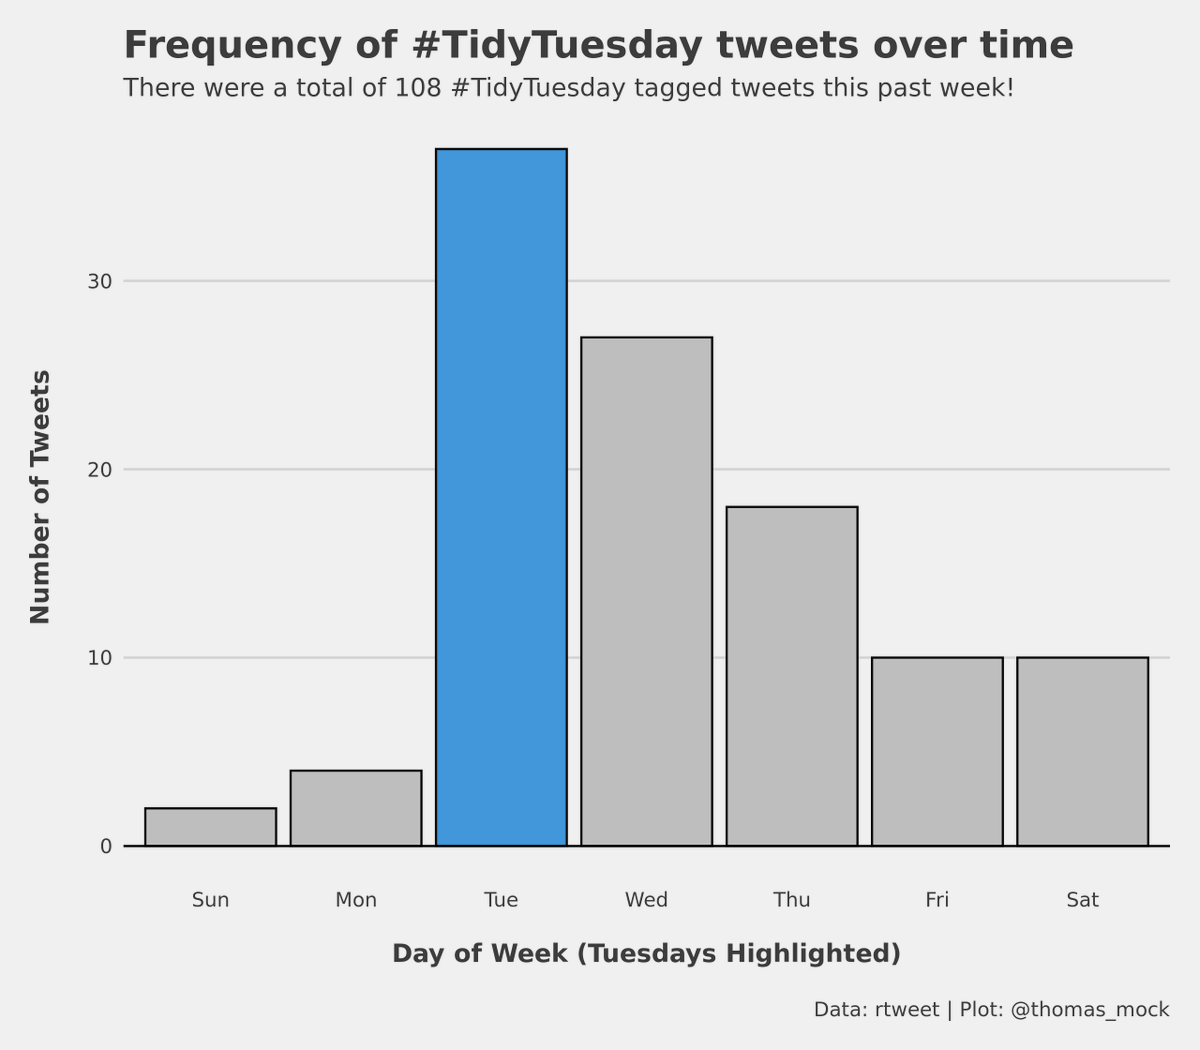 Frequency of #TidyTuesday tweets over time
There were a total of 108 #TidyTuesday tagged tweets this past week!
Number of Tweets
30
20
10
0
Sun Mon Tue Wed Thu Fri Sat
Day of Week (Tuesdays Highlighted)
Data: rtweet | Plot: @thomas_mock